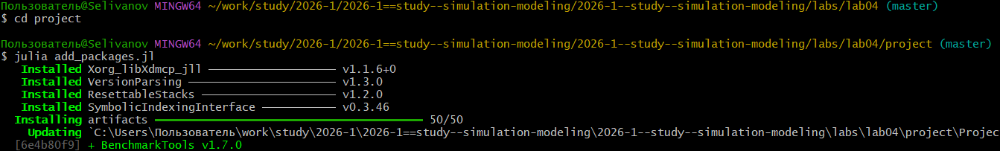 Пользователь@Selivanov MINGW64 ~/work/study/2026-1/2026-1==study--simulation-modeling/2026-1--study--simulation-modeling/labs/lab04 (master)
$ cd project
Пользователь@Selivanov MINGW64 ~/work/study/2026-1/2026-1==study--simulation-modeling/2026-1--study--simulation-modeling/labs/lab04/project (master)
$ julia add_packages.jl
Installed Xorg_libXdmcp_jll ─────────────────── v1.1.6+0
Installed VersionParsing ────────────────────── v1.3.0
Installed ResettableStacks ──────────────────── v1.2.0
Installed SymbolicIndexingInterface ─────────── v0.3.46
Installing artifacts ━━━━━━━━━━━━━━━━━━━━━━━━━━━━━━━━━━━━━━━━ 50/50
Updating `C:\Users\Пользователь\work\study\2026-1\2026-1==study--simulation-modeling\2026-1--study--simulation-modeling\labs\lab04\project\Projec
[6e4b80f9] + BenchmarkTools v1.7.0